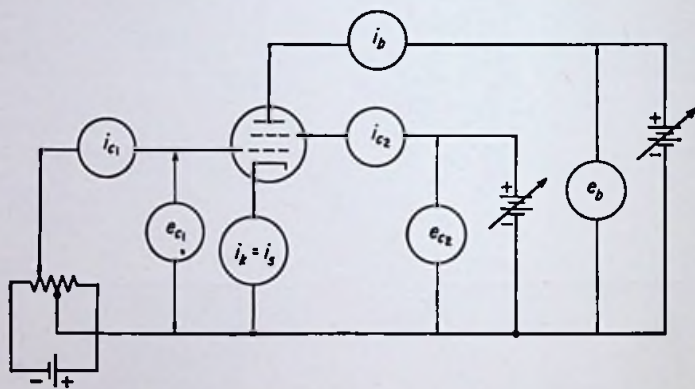 i_b
i_c1
i_c2
+
-
+
-
e_c1
i_k = i_s
e_c2
e_b
- +